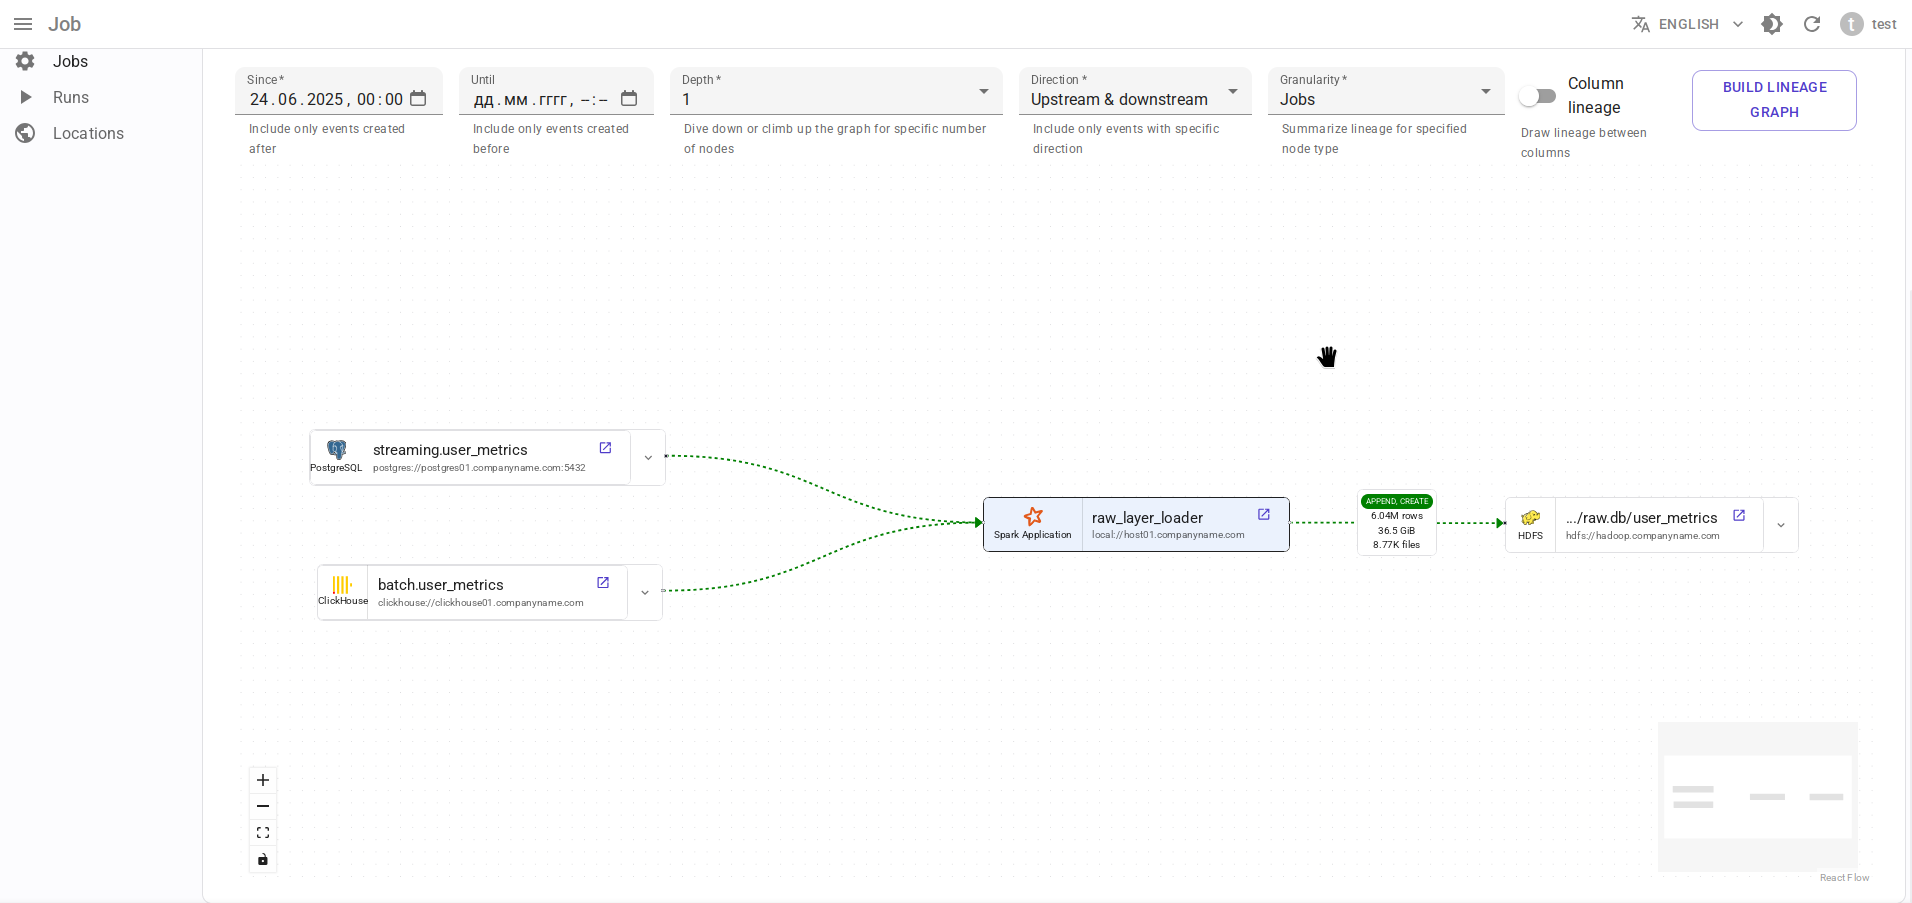 Job
ENGLISH
t
test
Jobs
Runs
Locations
Since *
24.06.2025, 00:00
Include only events created
after
Until
дд.мм.гггг, --:--
Include only events created
before
Depth *
1
Dive down or climb up the graph for specific number
of nodes
Direction *
Upstream & downstream
Include only events with specific
direction
Granularity *
Jobs
Summarize lineage for specified
node type
Column
lineage
Draw lineage between
columns
BUILD LINEAGE
GRAPH
PostgreSQL
streaming.user_metrics
postgres://postgres01.companyname.com:5432
ClickHouse
batch.user_metrics
clickhouse://clickhouse01.companyname.com
Spark Application
raw_layer_loader
local://host01.companyname.com
APPEND, CREATE
6.04M rows
36.5 GiB
8.77K files
HDFS
.../raw.db/user_metrics
hdfs://hadoop.companyname.com
React Flow